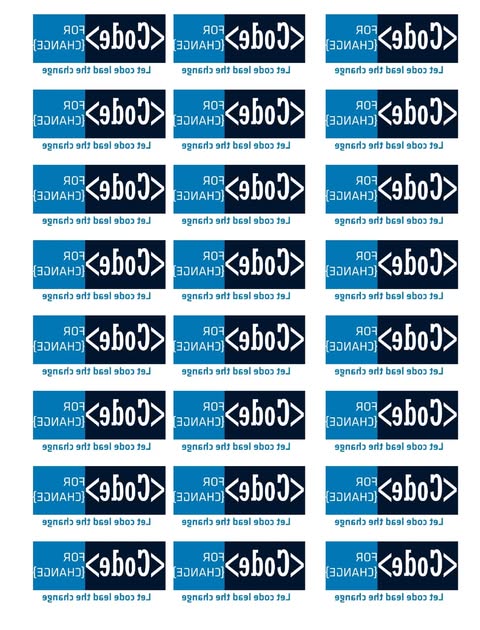 <Code>
FOR
{CHANGE}
Let code lead the change
<Code>
FOR
{CHANGE}
Let code lead the change
<Code>
FOR
{CHANGE}
Let code lead the change
<Code>
FOR
{CHANGE}
Let code lead the change
<Code>
FOR
{CHANGE}
Let code lead the change
<Code>
FOR
{CHANGE}
Let code lead the change
<Code>
FOR
{CHANGE}
Let code lead the change
<Code>
FOR
{CHANGE}
Let code lead the change
<Code>
FOR
{CHANGE}
Let code lead the change
<Code>
FOR
{CHANGE}
Let code lead the change
<Code>
FOR
{CHANGE}
Let code lead the change
<Code>
FOR
{CHANGE}
Let code lead the change
<Code>
FOR
{CHANGE}
Let code lead the change
<Code>
FOR
{CHANGE}
Let code lead the change
<Code>
FOR
{CHANGE}
Let code lead the change
<Code>
FOR
{CHANGE}
Let code lead the change
<Code>
FOR
{CHANGE}
Let code lead the change
<Code>
FOR
{CHANGE}
Let code lead the change
<Code>
FOR
{CHANGE}
Let code lead the change
<Code>
FOR
{CHANGE}
Let code lead the change
<Code>
FOR
{CHANGE}
Let code lead the change
<Code>
FOR
{CHANGE}
Let code lead the change
<Code>
FOR
{CHANGE}
Let code lead the change
<Code>
FOR
{CHANGE}
Let code lead the change